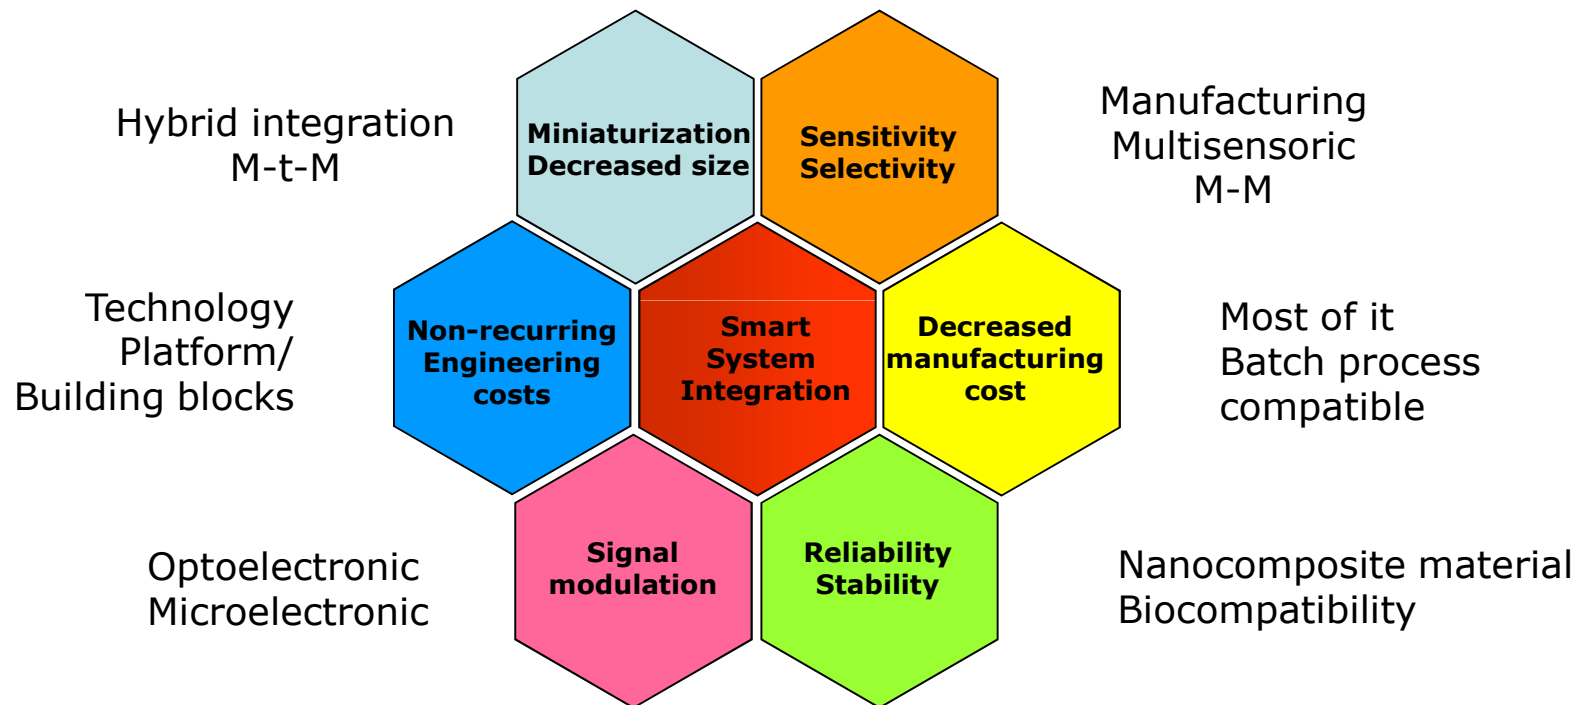 Hybrid integration
M-t-M
Miniaturization
Decreased size
Sensitivity
Selectivity
Manufacturing
Multisensoric
M-M
Technology
Platform/
Building blocks
Non-recurring
Engineering
costs
Smart
System
Integration
Decreased
manufacturing
cost
Most of it
Batch process
compatible
Optoelectronic
Microelectronic
Signal
modulation
Reliability
Stability
Nanocomposite material
Biocompatibility